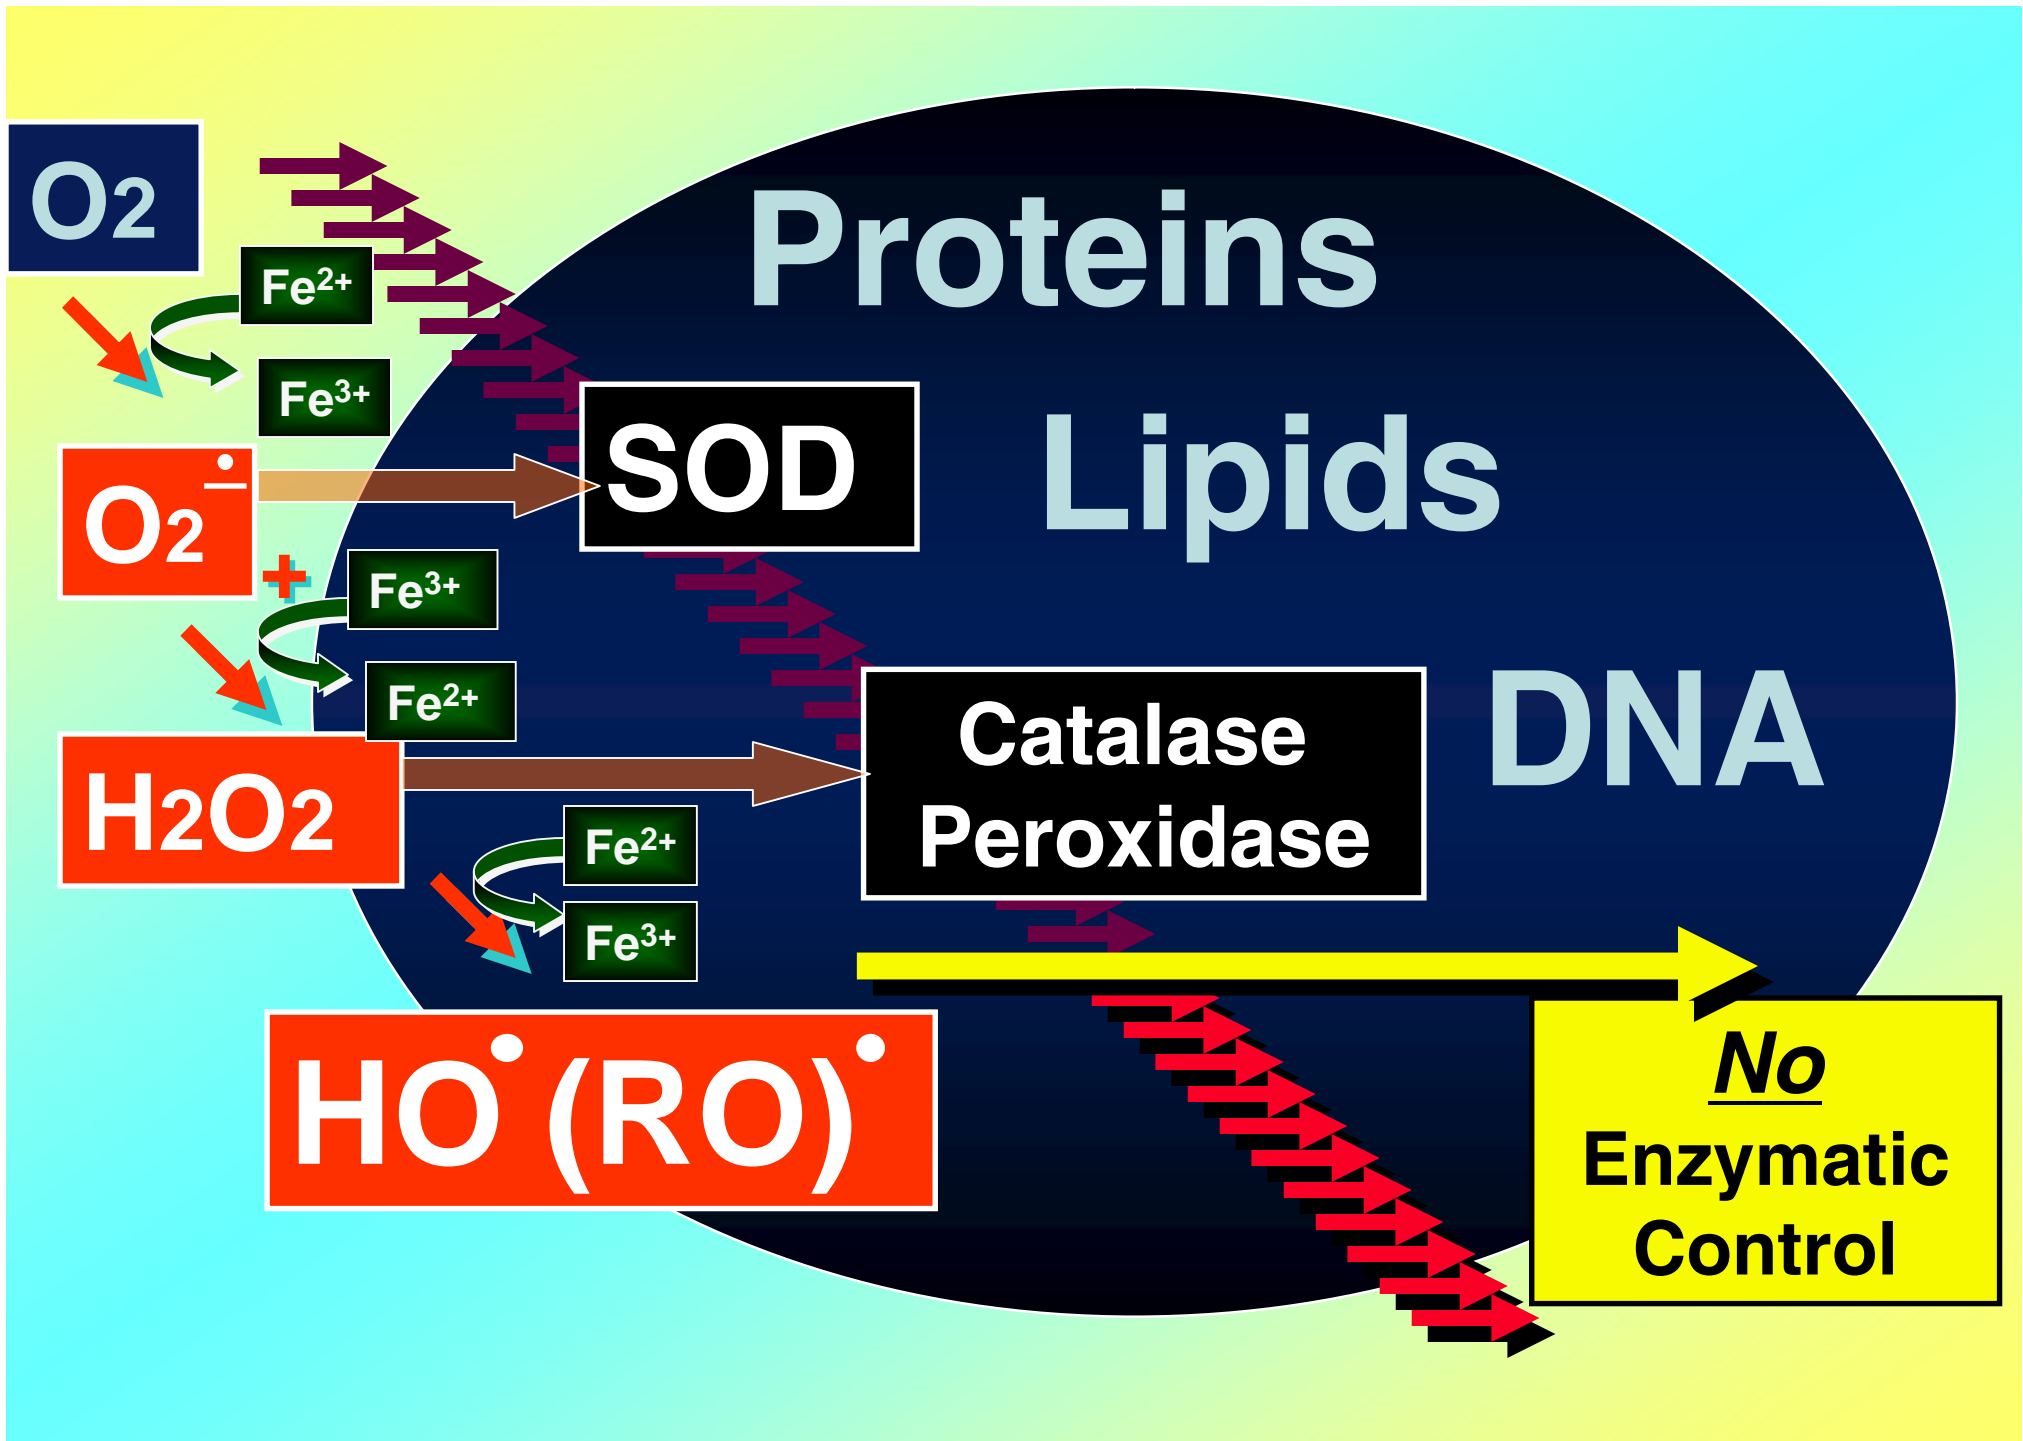 O2
Proteins
Fe2+
Fe3+
SOD
Lipids
O2∸
+
Fe3+
Fe2+
DNA
Catalase
Peroxidase
H2O2
Fe2+
Fe3+
HO• (RO)•
No
Enzymatic
Control